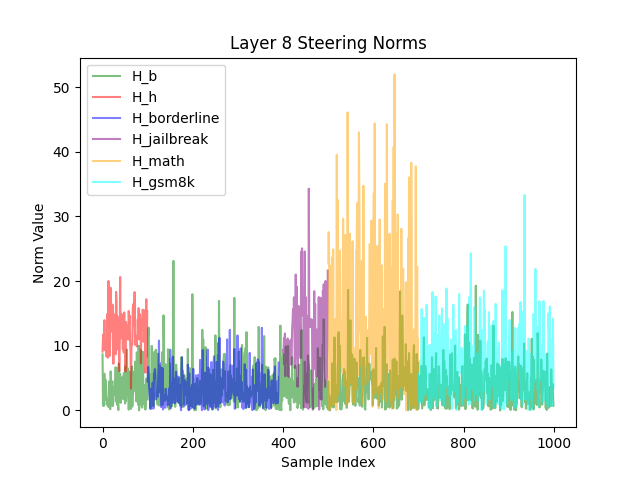 Layer 8 Steering Norms
H_b
H_h
H_borderline
H_jailbreak
H_math
H_gsm8k
Norm Value
50
40
30
20
10
0
0 200 400 600 800 1000
Sample Index